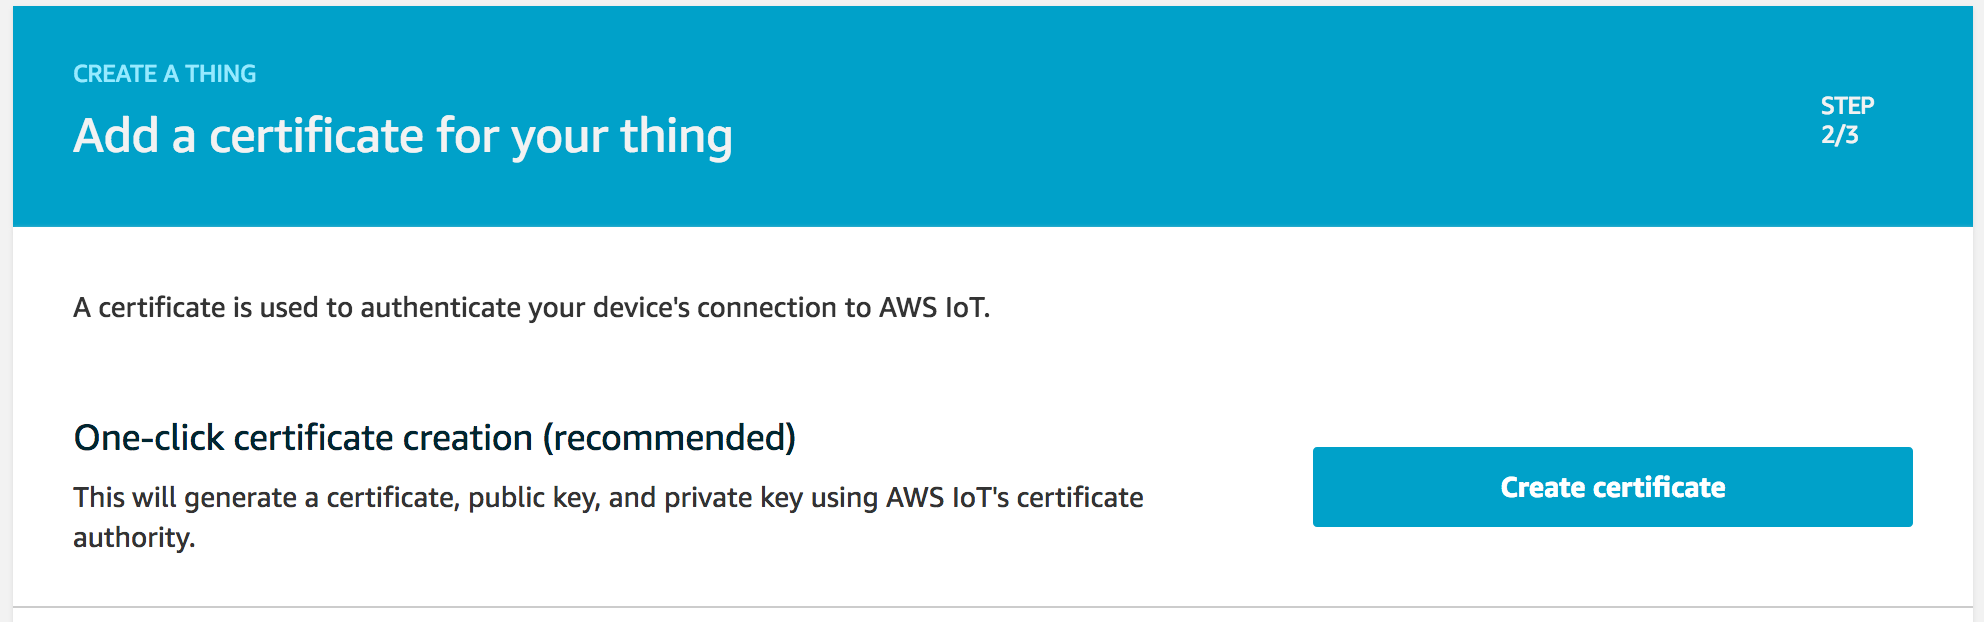 CREATE A THING
Add a certificate for your thing
STEP
2/3
A certificate is used to authenticate your device's connection to AWS IoT.
One-click certificate creation (recommended)
This will generate a certificate, public key, and private key using AWS IoT's certificate
authority.
Create certificate